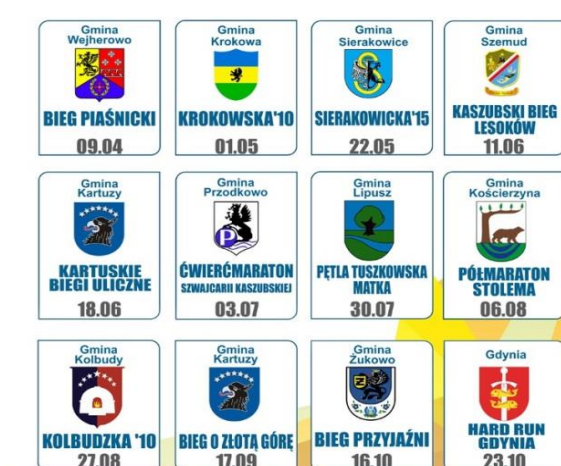 Gmina
Wejherowo
BIEG PIAŚNICKI
09.04
Gmina
Krokowa
KROKOWSKA'10
01.05
Gmina
Sierakowice
SIERAKOWICKA'15
22.05
Gmina
Szemud
KASZUBSKI BIEG
LESOKÓW
11.06
Gmina
Kartuzy
KARTUSKIE
BIEGI ULICZNE
18.06
Gmina
Przodkowo
P
ĆWIERĆMARATON
SZWAJCARII KASZUBSKIEJ
03.07
Gmina
Lipusz
PĘTLA TUSZKOWSKA
MATKA
30.07
Gmina
Kościerzyna
PÓŁMARATON
STOLEMA
06.08
Gmina
Kolbudy
KOLBUDZKA '10
27.08
Gmina
Kartuzy
BIEG O ZŁOTĄ GÓRĘ
17.09
Gmina
Żukowo
BIEG PRZYJAŹNI
16.10
Gdynia
HARD RUN
GDYNIA
23.10